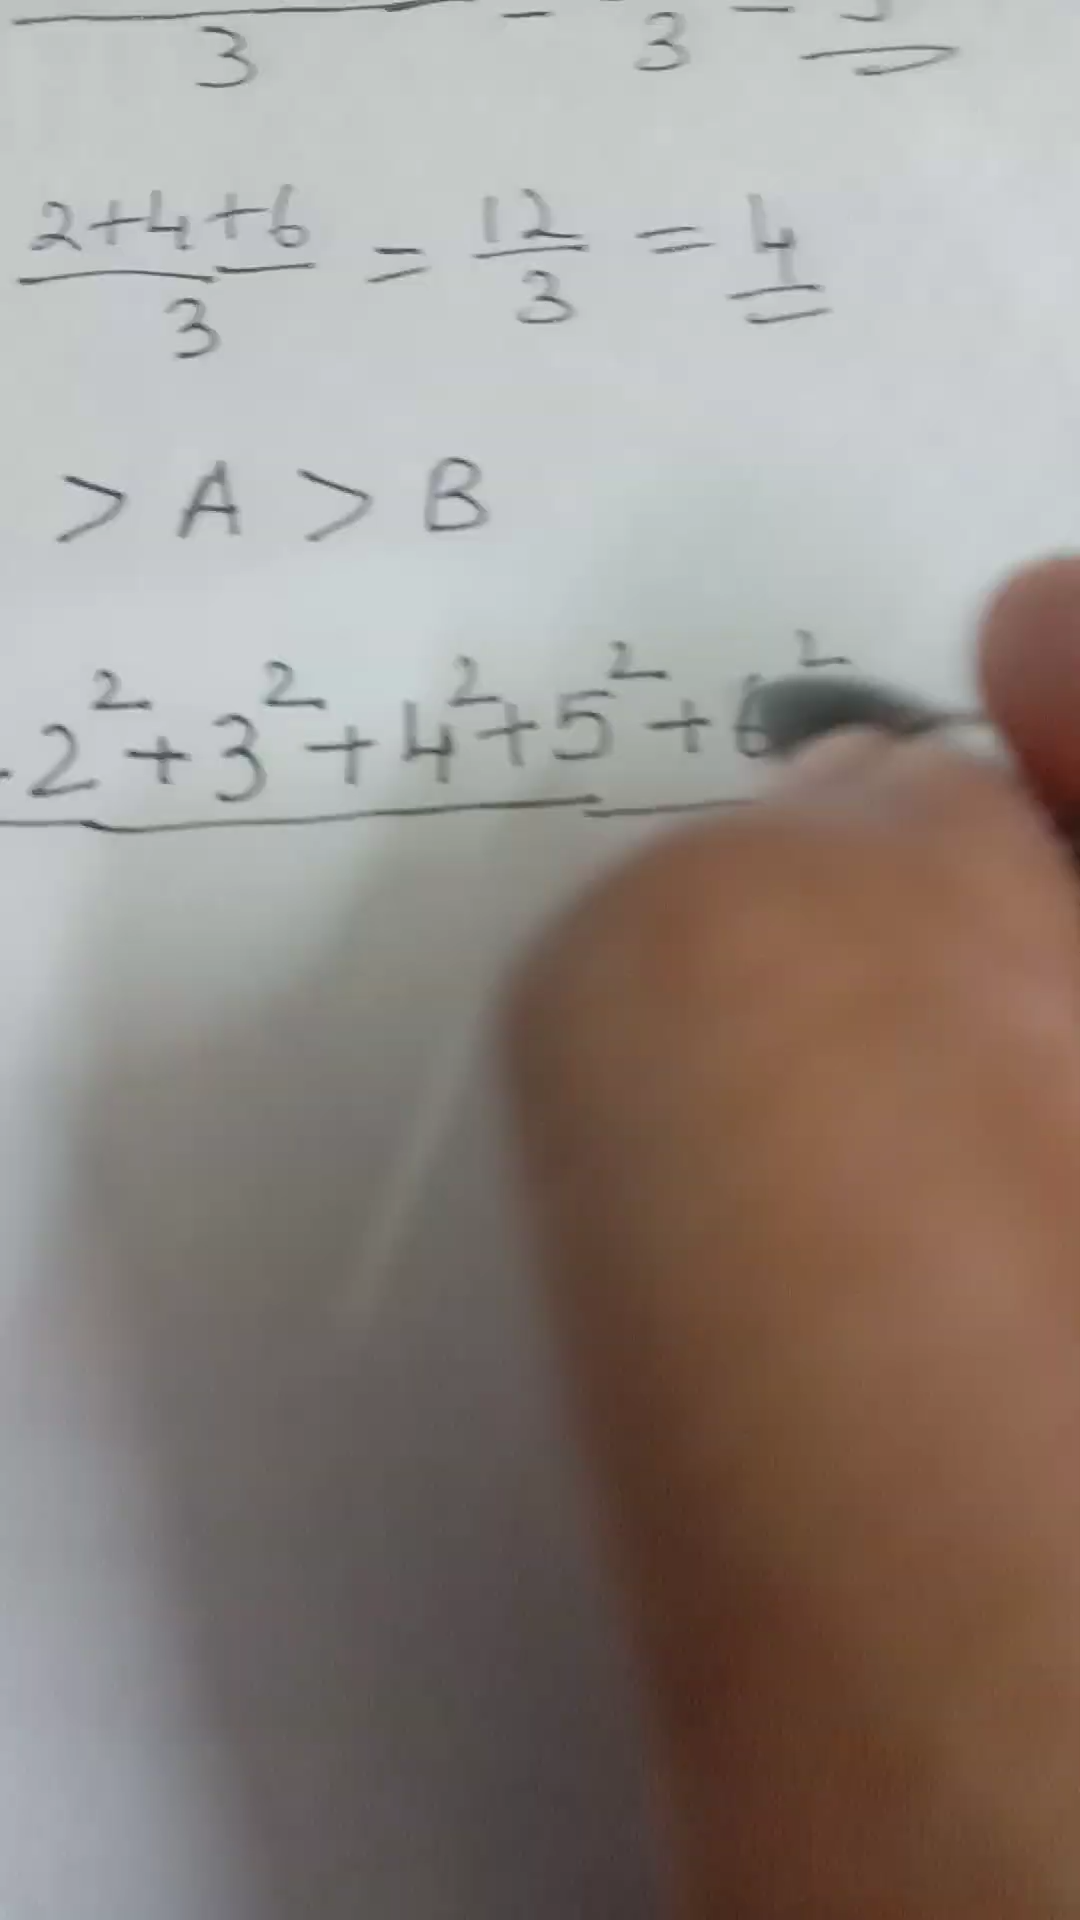 3 - 3 -
2+4+6/3 = 12/3 = 4
> A > B
2²+3²+4²+5²+6²